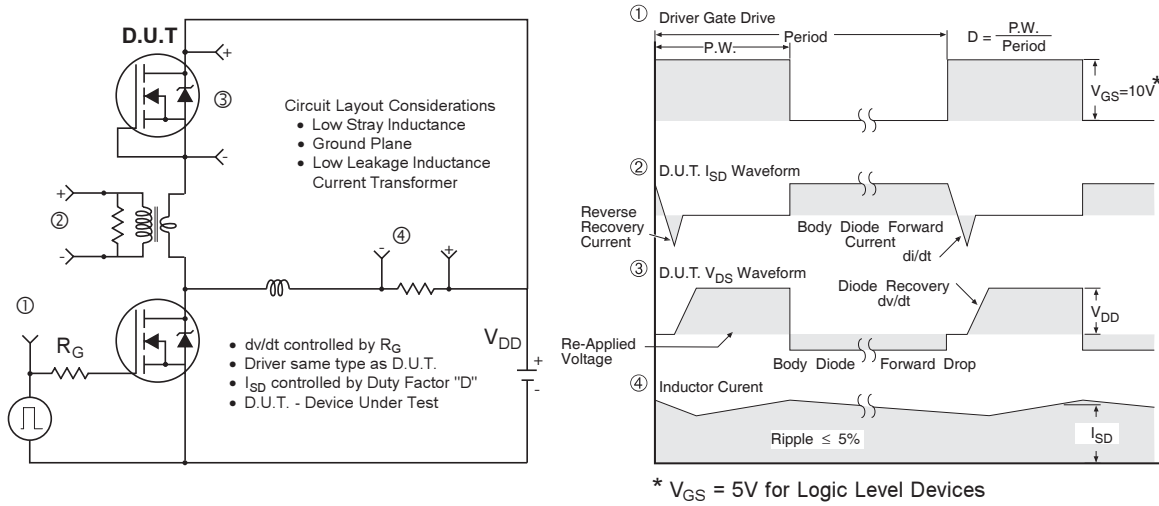 D.U.T
+
③
-
Circuit Layout Considerations
• Low Stray Inductance
• Ground Plane
• Low Leakage Inductance
Current Transformer
+
②
-
④
-
+
①
R_G
• dv/dt controlled by R_G
• Driver same type as D.U.T.
• I_SD controlled by Duty Factor "D"
• D.U.T. - Device Under Test
V_DD
+
-
① Driver Gate Drive
P.W.
Period
D = P.W. / Period
V_GS=10V *
② D.U.T. I_SD Waveform
Reverse
Recovery
Current
Body Diode Forward
Current
di/dt
③ D.U.T. V_DS Waveform
Diode Recovery
dv/dt
V_DD
Re-Applied
Voltage
Body Diode Forward Drop
④ Inductor Curent
Ripple ≤ 5%
I_SD
* V_GS = 5V for Logic Level Devices